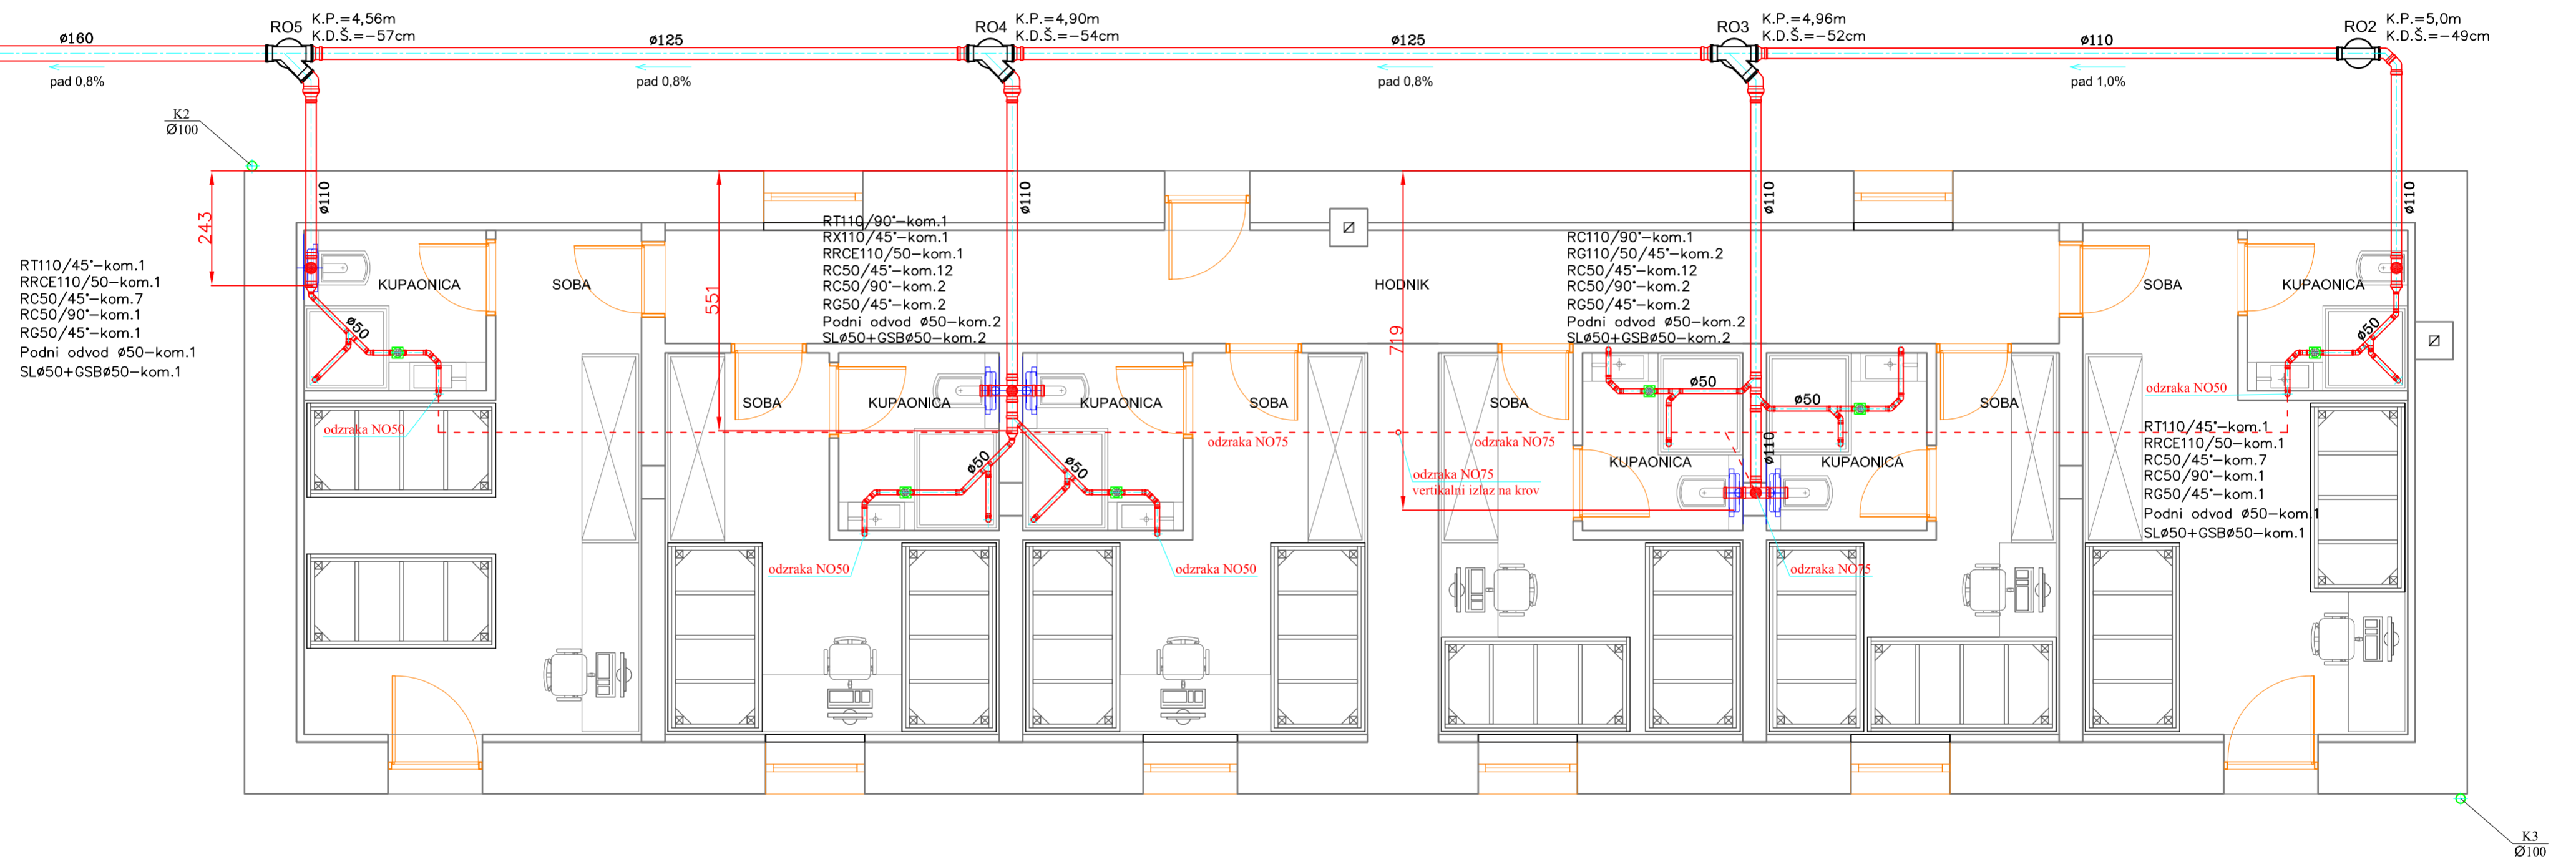 RO5
K.P.=4,56m
K.D.Š.=-57cm
RO4
K.P.=4,90m
K.D.Š.=-54cm
RO3
K.P.=4,96m
K.D.Š.=-52cm
RO2
K.P.=5,0m
K.D.Š.=-49cm
ø160
ø125
ø125
ø110
pad 0,8%
pad 0,8%
pad 0,8%
pad 1,0%
K2
Ø100
ø110
ø110
ø110
ø110
243
551
719
RT110/45°-kom.1
RRCE110/50-kom.1
RC50/45°-kom.7
RC50/90°-kom.1
RG50/45°-kom.1
Podni odvod ø50-kom.1
SLø50+GSBø50-kom.1
RT110/90°-kom.1
RX110/45°-kom.1
RRCE110/50-kom.1
RC50/45°-kom.12
RC50/90°-kom.2
RG50/45°-kom.2
Podni odvod ø50-kom.2
SLø50+GSBø50-kom.2
RC110/90°-kom.1
RG110/50/45°-kom.2
RC50/45°-kom.12
RC50/90°-kom.2
RG50/45°-kom.2
Podni odvod ø50-kom.2
SLø50+GSBø50-kom.2
KUPAONICA
SOBA
HODNIK
SOBA
KUPAONICA
ø50
ø50
ø50
ø50
SOBA
KUPAONICA
KUPAONICA
SOBA
SOBA
SOBA
odzraka NO50
odzraka NO50
odzraka NO75
odzraka NO75
ø110
RT110/45°-kom.1
RRCE110/50-kom.1
RC50/45°-kom.7
RC50/90°-kom.1
RG50/45°-kom.1
Podni odvod ø50-kom.1
SLø50+GSBø50-kom.1
ø50
ø50
KUPAONICA
KUPAONICA
odzraka NO75
vertikalni izlaz na krov
odzraka NO50
odzraka NO50
odzraka NO75
K3
Ø100